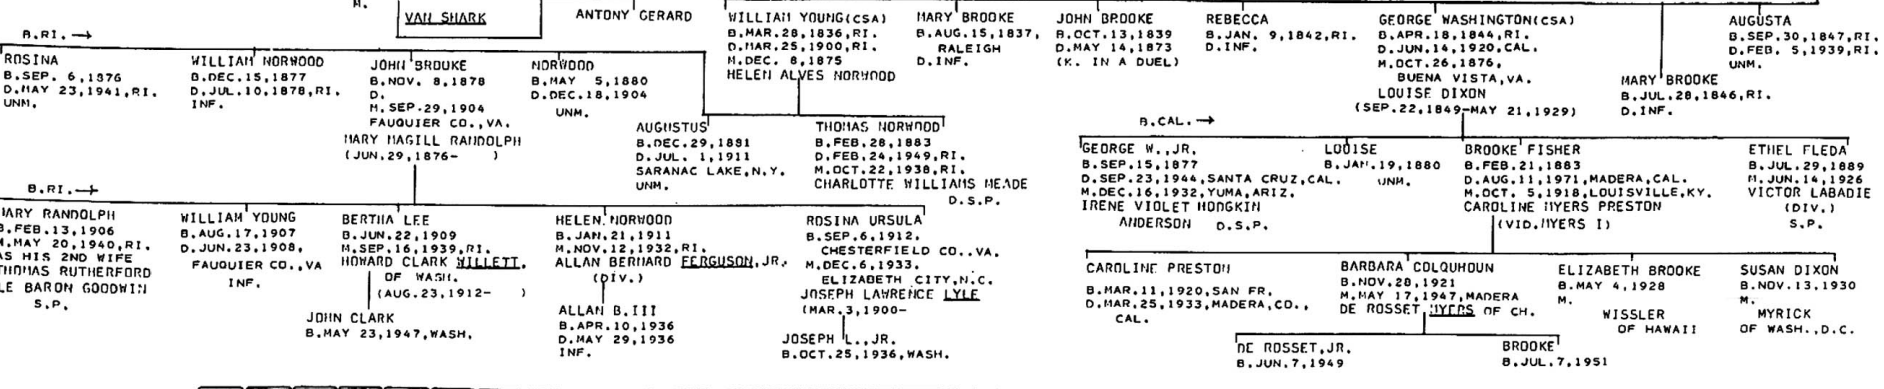 M.
VAN SHARK
ANTONY GERARD
WILLIAM YOUNG(CSA)
B.MAR.28,1836,RI.
D.MAR.25,1900,RI.
M.DEC. 8,1875
HELEN ALVES NORWOOD
MARY BROOKE
B.AUG.15,1837,
RALEIGH
D.INF.
JOHN BROOKE
B.OCT.13,1839
D.MAY 14,1873
(K. IN A DUEL)
REBECCA
B.JAN. 9,1842,RI.
D.INF.
GEORGE WASHINGTON(CSA)
B.APR.18,1844,RI.
D.JUN.14,1920,CAL.
M.OCT.26,1876,
BUENA VISTA,VA.
LOUISE DIXON
(SEP.22,1849-MAY 21,1929)
MARY BROOKE
B.JUL.28,1846,RI.
D.INF.
AUGUSTA
B.SEP.30,1847,RI.
D.FEB. 5,1939,RI.
UNM.
B.RI.→
ROSINA
B.SEP. 6,1876
D.MAY 23,1941,RI.
UNM.
WILLIAM NORWOOD
B.DEC.15,1877
D.JUL.10,1878,RI.
INF.
JOHN BROOKE
B.NOV. 8,1878
D.
M.SEP.29,1904
FAUQUIER CO.,VA.
MARY MAGILL RANDOLPH
(JUN.29,1876- )
NORWOOD
B.MAY 5,1880
D.DEC.18,1904
UNM.
AUGUSTUS
B.DEC.29,1881
D.JUL. 1,1911
SARANAC LAKE,N.Y.
UNM.
THOMAS NORWOOD
B.FEB.28,1883
D.FEB.24,1949,RI.
M.OCT.22,1938,RI.
CHARLOTTE WILLIAMS MEADE
D.S.P.
B.CAL.→
GEORGE W.,JR.
B.SEP.15,1877
D.SEP.23,1944,SANTA CRUZ,CAL.
M.DEC.16,1932,YUMA,ARIZ.
IRENE VIOLET HODGKIN
ANDERSON D.S.P.
LOUISE
B.JAN.19,1880
UNM.
BROOKE FISHER
B.FEB.21,1883
D.AUG.11,1971,MADERA,CAL.
M.OCT. 5,1918,LOUISVILLE,KY.
CAROLINE MYERS PRESTON
(VID.MYERS I)
ETHEL FLEDA
B.JUL.29,1889
M.JUN.14,1926
VICTOR LABADIE
(DIV.)
S.P.
B.RI.→
MARY RANDOLPH
B.FEB.13,1906
M.MAY 20,1940,RI.
AS HIS 2ND WIFE
THOMAS RUTHERFORD
LE BARON GOODWIN
S.P.
WILLIAM YOUNG
B.AUG.17,1907
D.JUN.23,1908,
FAUQUIER CO.,VA
INF.
BERTHA LEE
B.JUN.22,1909
M.SEP.16,1939,RI.
HOWARD CLARK WILLETT,
OF WASH.
(AUG.23,1912- )
HELEN NORWOOD
B.JAN.21,1911
M.NOV.12,1932,RI.
ALLAN BERNARD FERGUSON,JR.
(DIV.)
ROSINA URSULA
B.SEP.6,1912.
CHESTERFIELD CO.,VA.
M.DEC.6,1933.
ELIZABETH CITY,N.C.
JOSEPH LAWRENCE LYLE
(MAR.3,1900-
JOHN CLARK
B.MAY 23,1947,WASH.
ALLAN B.III
B.APR.10,1936
D.MAY 29,1936
INF.
JOSEPH L.,JR.
B.OCT.25,1936,WASH.
CAROLINE PRESTON
B.MAR.11,1920,SAN FR,
D.MAR.25,1933,MADERA,CO.,
CAL.
BARBARA COLQUHOUN
B.NOV.28,1921
M.MAY 17,1947,MADERA
DE ROSSET MYERS OF CH.
ELIZABETH BROOKE
B.MAY 4,1928
M.
WISSLER
OF HAWAII
SUSAN DIXON
B.NOV.13,1930
M.
MYRICK
OF WASH.,D.C.
DE ROSSET,JR.
B.JUN.7,1949
BROOKE
B.JUL.7,1951